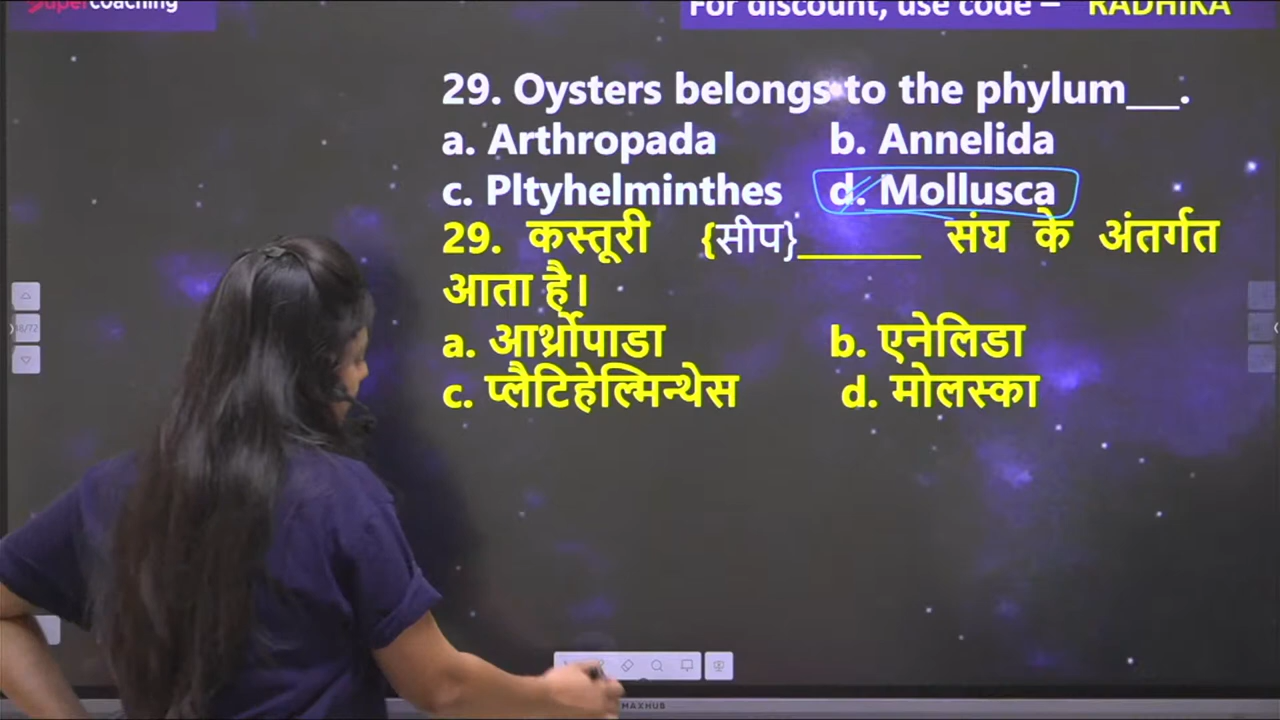 Supercoaching
For discount, use code – RADHIKA
29. Oysters belongs to the phylum___.
a. Arthropada b. Annelida
c. Pltyhelminthes d. Mollusca
29. कस्तूरी {सीप}______ संघ के अंतर्गत
आता है।
a. आर्थ्रोपाडा b. एनेलिडा
c. प्लैटिहेल्मिन्थेस d. मोलस्का
MAXHUB